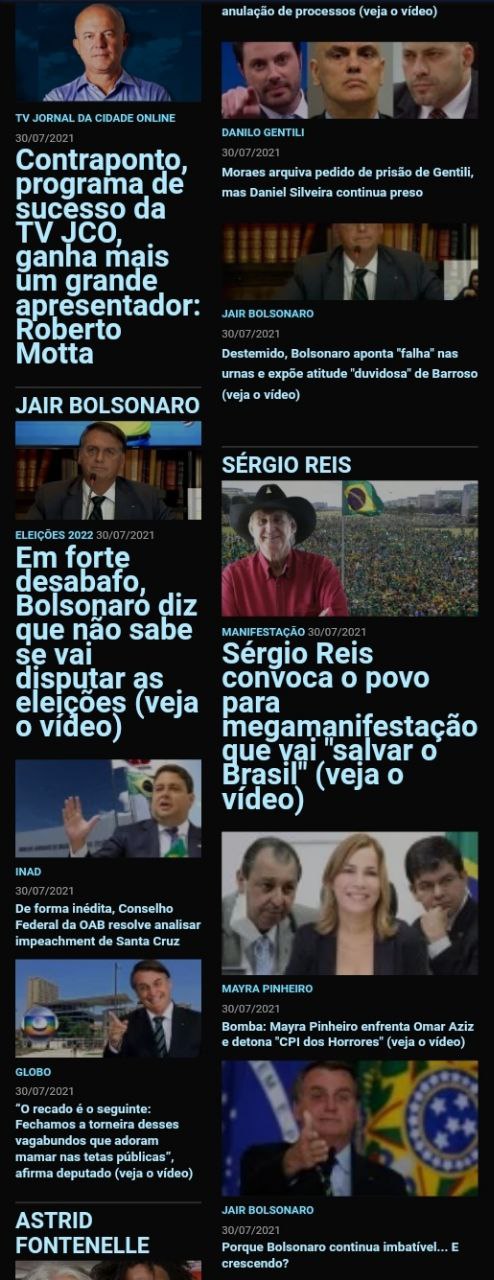 TV JORNAL DA CIDADE ONLINE
30/07/2021
Contraponto,
programa de
sucesso da
TV JCO,
ganha mais
um grande
apresentador:
Roberto
Motta
JAIR BOLSONARO
ELEIÇÕES 2022 30/07/2021
Em forte
desabafo,
Bolsonaro diz
que não sabe
se vai
disputar as
eleições (veja
o vídeo)
INAD
30/07/2021
De forma inédita, Conselho
Federal da OAB resolve analisar
impeachment de Santa Cruz
GLOBO
30/07/2021
“O recado é o seguinte:
Fechamos a torneira desses
vagabundos que adoram
mamar nas tetas públicas”,
afirma deputado (veja o vídeo)
ASTRID
FONTENELLE
anulação de processos (veja o vídeo)
DANILO GENTILI
30/07/2021
Moraes arquiva pedido de prisão de Gentili,
mas Daniel Silveira continua preso
JAIR BOLSONARO
30/07/2021
Destemido, Bolsonaro aponta "falha" nas
urnas e expõe atitude "duvidosa" de Barroso
(veja o vídeo)
SÉRGIO REIS
MANIFESTAÇÃO 30/07/2021
Sérgio Reis
convoca o povo
para
megamanifestação
que vai "salvar o
Brasil" (veja o
vídeo)
MAYRA PINHEIRO
30/07/2021
Bomba: Mayra Pinheiro enfrenta Omar Aziz
e detona "CPI dos Horrores" (veja o vídeo)
JAIR BOLSONARO
30/07/2021
Porque Bolsonaro continua imbatível... E
crescendo?